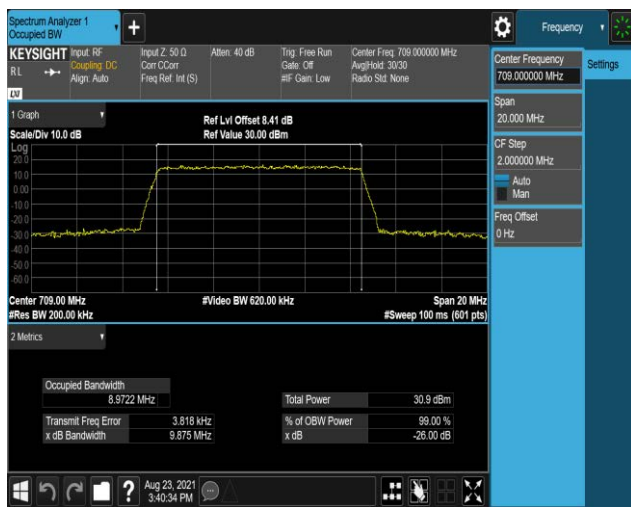 Spectrum Analyzer 1
Occupied BW
Frequency
KEYSIGHT
RL
LXI
Input: RF
Coupling: DC
Align: Auto
Input Z: 50 Ω
Corr CCorr
Freq Ref: Int (S)
Atten: 40 dB
Trig: Free Run
Gate: Off
#IF Gain: Low
Center Freq: 709.000000 MHz
Avg|Hold: 30/30
Radio Std: None
Center Frequency
709.000000 MHz
Settings
Span
20.000 MHz
CF Step
2.000000 MHz
Auto
Man
Freq Offset
0 Hz
1 Graph
Scale/Div 10.0 dB
Ref Lvl Offset 8.41 dB
Ref Value 30.00 dBm
Log
20.0
10.0
0.00
-10.0
-20.0
-30.0
-40.0
-50.0
-60.0
Center 709.00 MHz
#Res BW 200.00 kHz
#Video BW 620.00 kHz
Span 20 MHz
#Sweep 100 ms (601 pts)
2 Metrics
Occupied Bandwidth
8.9722 MHz
Total Power 30.9 dBm
Transmit Freq Error 3.818 kHz
% of OBW Power 99.00 %
x dB Bandwidth 9.875 MHz
x dB -26.00 dB
?
Aug 23, 2021
3:40:34 PM